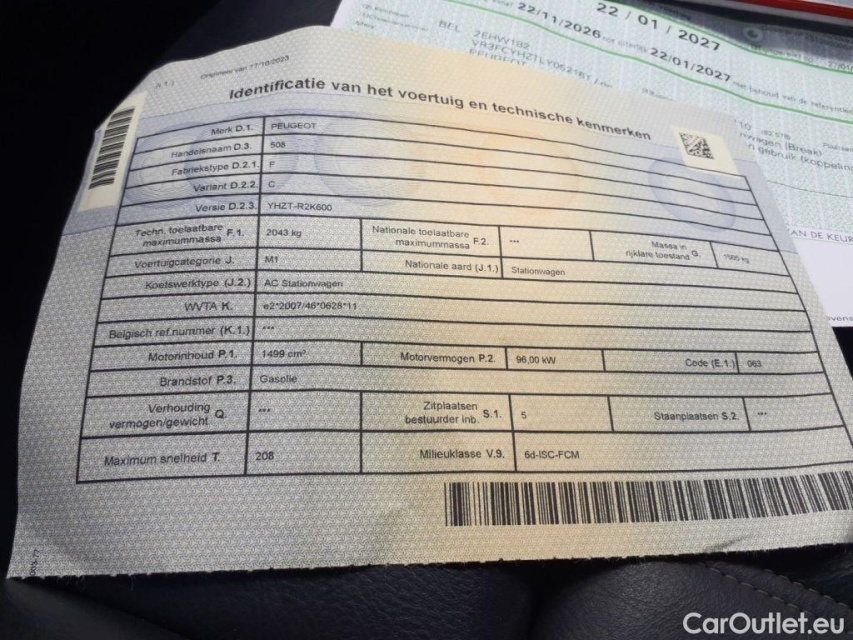 22 / 01 / 2027
22/11/2026
22/01/2027
BEL
Identificatie van het voertuig en technische kenmerken
Merk D.1. PEUGEOT
Handelsnaam D.3. 508
Fabriekstype D.2.1. F
Variant D.2.2. C
Versie D.2.3. YHZT-R2K600
Techn. toelaatbare maximummassa F.1. 2043 kg Nationale toelaatbare maximummassa F.2. *** Massa in rijklare toestand G.
Voertuigcategorie J. M1 Nationale aard (J.1.) Stationwagen
Koetswerktype (J.2.) AC Stationwagen
WVTA K. e2*2007/46*0628*11
Belgisch ref.nummer (K.1.) ***
Motorinhoud P.1. 1499 cm³ Motorvermogen P.2. 96,00 kW Code (E.1.) 063
Brandstof P.3. Gasolie
Verhouding vermogen/gewicht Q. *** Zitplaatsen bestuurder inb. S.1. 5 Staanplaatsen S.2. ***
Maximum snelheid T. 208 Milieuklasse V.9. 6d-ISC-FCM
CarOutlet.eu